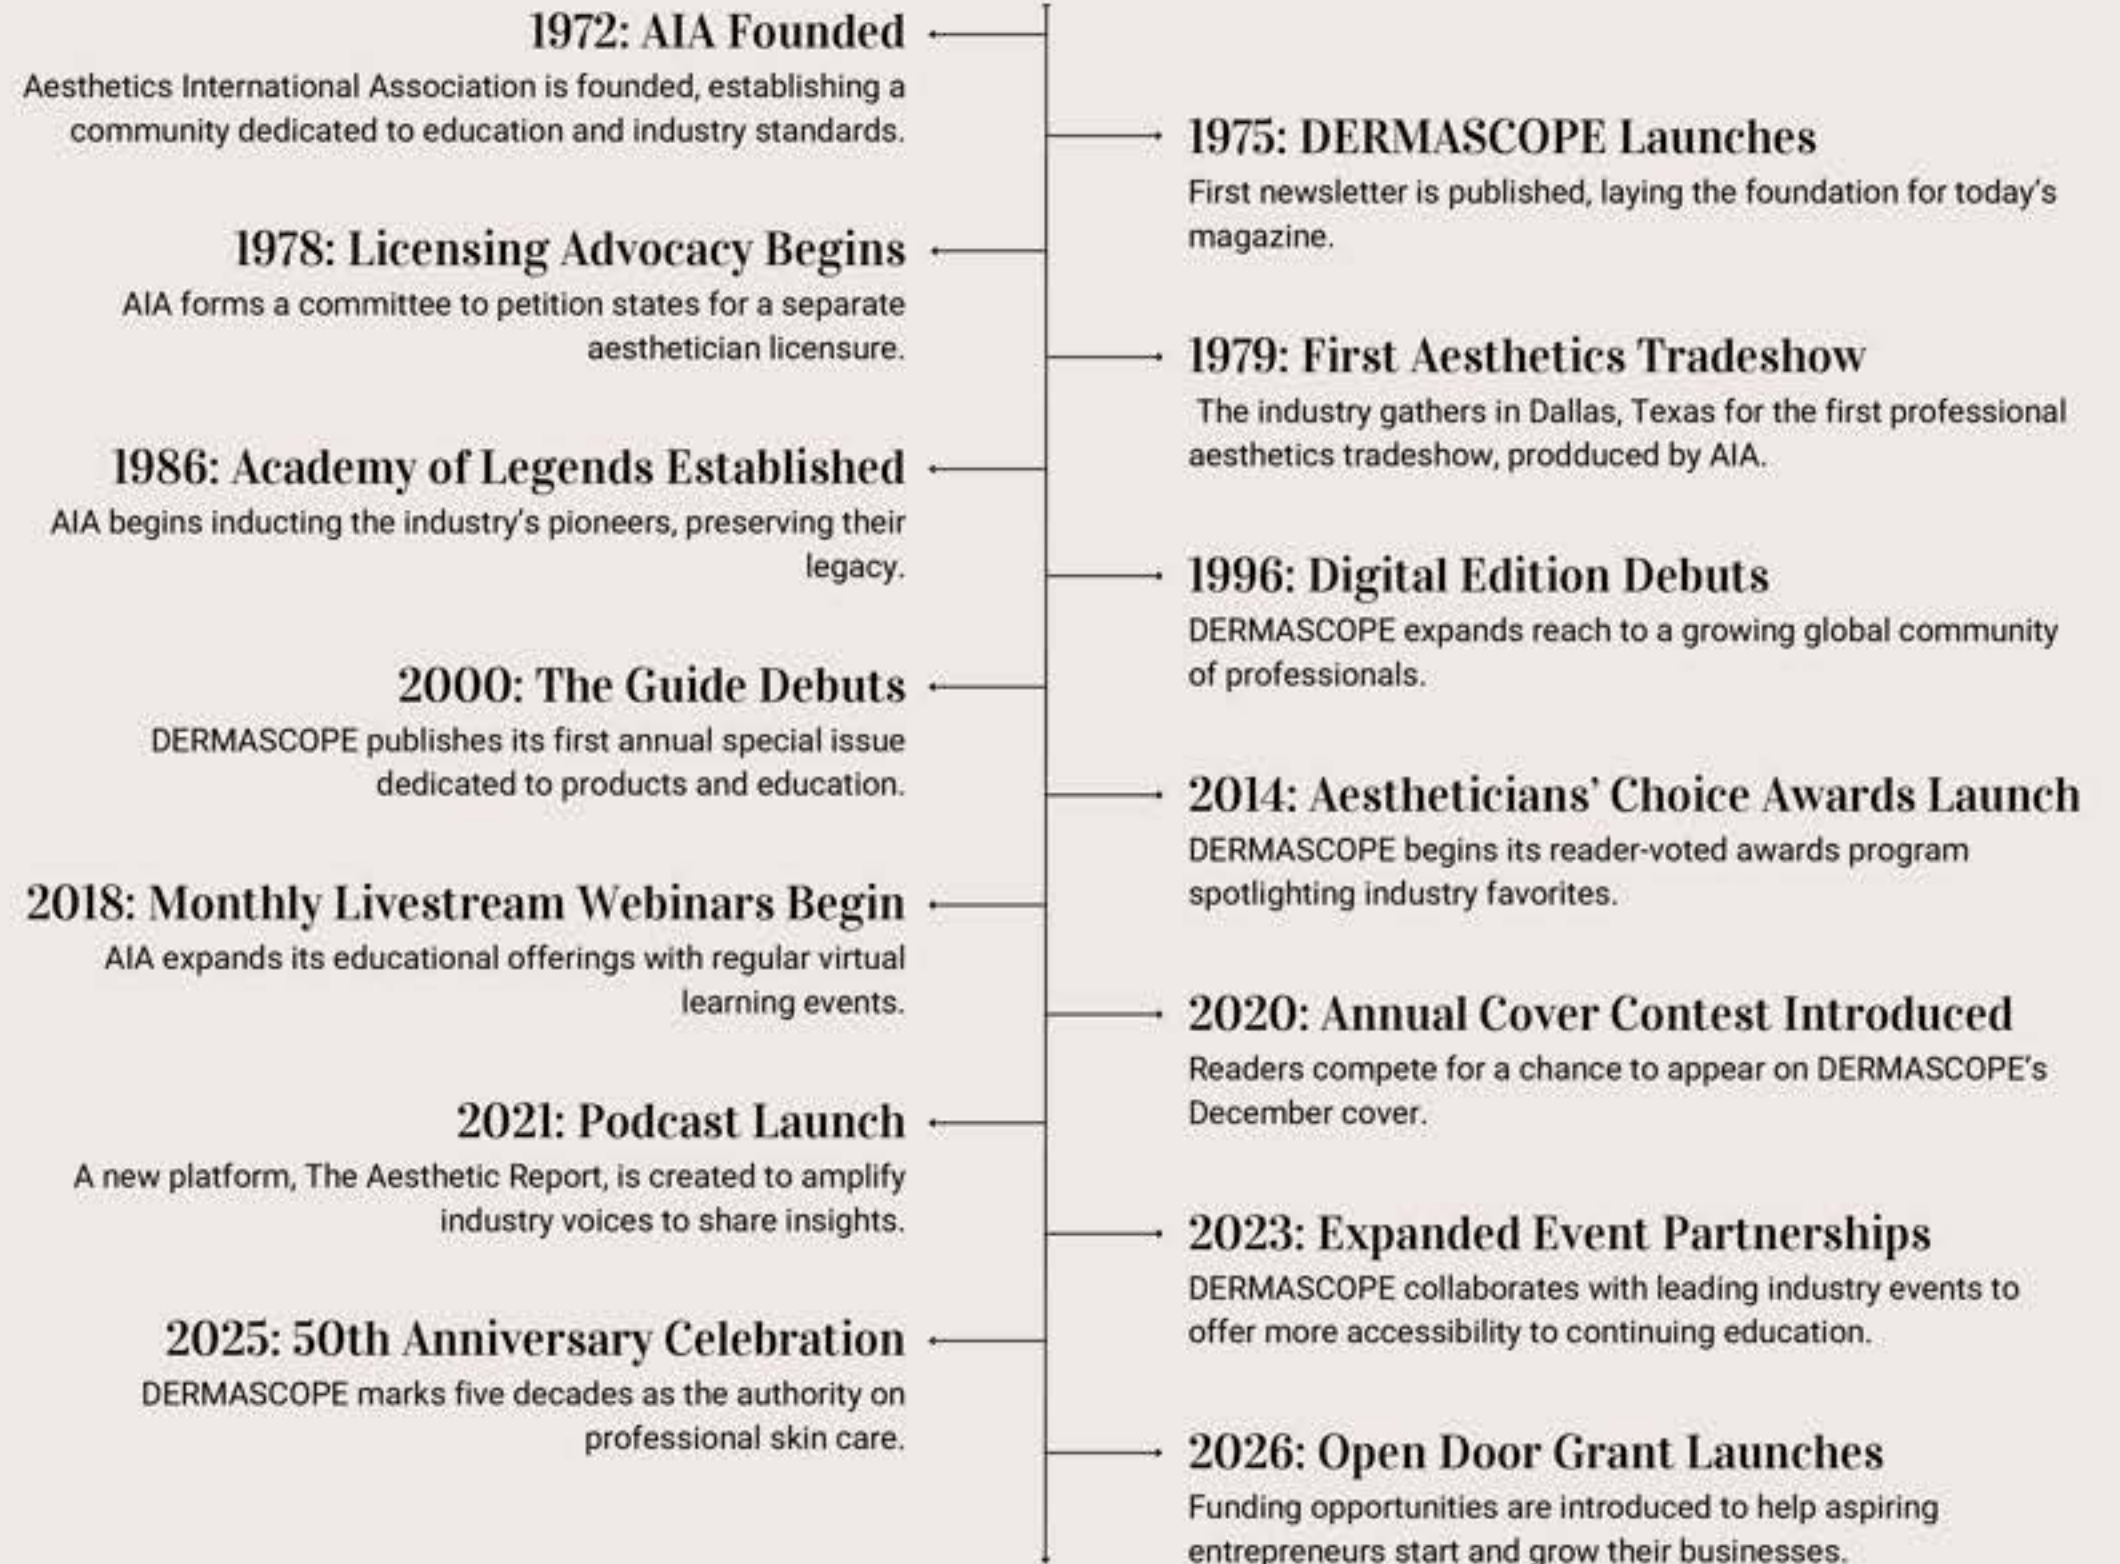 1972: AIA Founded
Aesthetics International Association is founded, establishing a
community dedicated to education and industry standards.
1975: DERMASCOPE Launches
First newsletter is published, laying the foundation for today's
magazine.
1978: Licensing Advocacy Begins
AIA forms a committee to petition states for a separate
aesthetician licensure.
1979: First Aesthetics Tradeshow
The industry gathers in Dallas, Texas for the first professional
aesthetics tradeshow, prodduced by AIA.
1986: Academy of Legends Established
AIA begins inducting the industry's pioneers, preserving their
legacy.
1996: Digital Edition Debuts
DERMASCOPE expands reach to a growing global community
of professionals.
2000: The Guide Debuts
DERMASCOPE publishes its first annual special issue
dedicated to products and education.
2014: Aestheticians' Choice Awards Launch
DERMASCOPE begins its reader-voted awards program
spotlighting industry favorites.
2018: Monthly Livestream Webinars Begin
AIA expands its educational offerings with regular virtual
learning events.
2020: Annual Cover Contest Introduced
Readers compete for a chance to appear on DERMASCOPE's
December cover.
2021: Podcast Launch
A new platform, The Aesthetic Report, is created to amplify
industry voices to share insights.
2023: Expanded Event Partnerships
DERMASCOPE collaborates with leading industry events to
offer more accessibility to continuing education.
2025: 50th Anniversary Celebration
DERMASCOPE marks five decades as the authority on
professional skin care.
2026: Open Door Grant Launches
Funding opportunities are introduced to help aspiring
entrepreneurs start and grow their businesses.